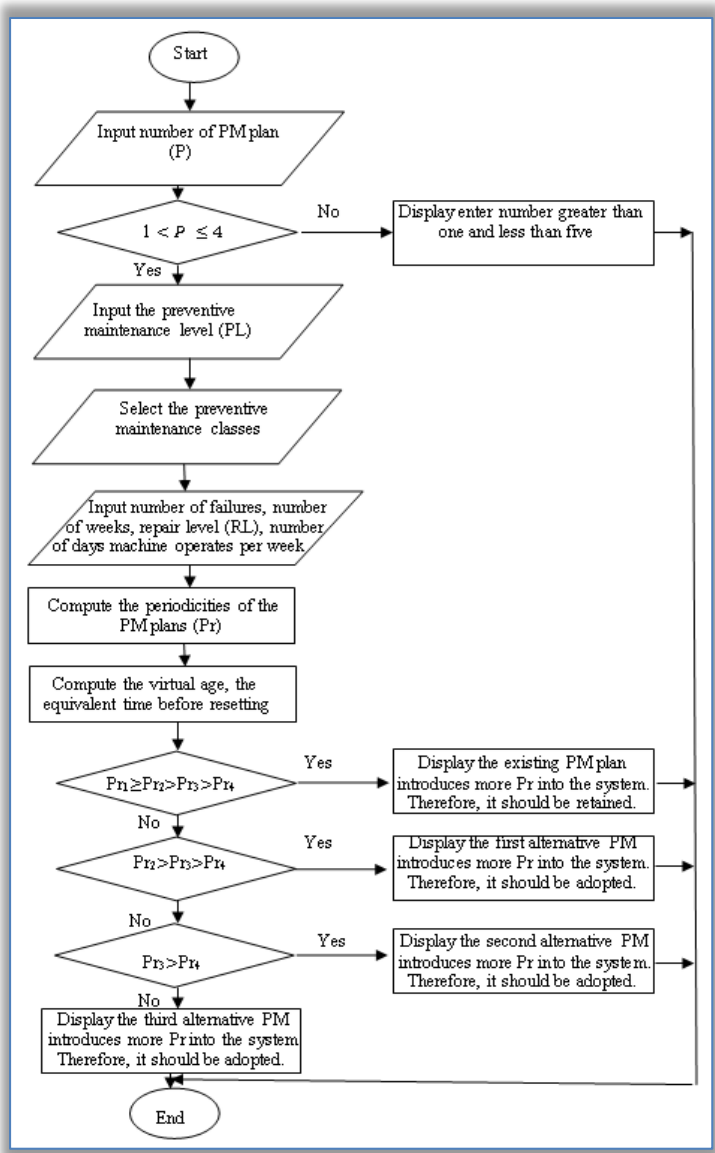 Start
Input number of PM plan
(P)
1 < P ≤ 4
No
Display enter number greater than
one and less than five
Yes
Input the preventive
maintenance level (PL)
Select the preventive
maintenance classes
Input number of failures, number
of weeks, repair level (RL), number
of days machine operates per week
Compute the periodicities of the
PM plans (Pr)
Compute the virtual age, the
equivalent time before resetting
Pr₁≥Pr₂>Pr₃>Pr₄
Yes
Display the existing PM plan
introduces more Pr into the system.
Therefore, it should be retained.
No
Pr₂>Pr₃>Pr₄
Yes
Display the first alternative PM
introduces more Pr into the system.
Therefore, it should be adopted.
No
Pr₃>Pr₄
Yes
Display the second alternative PM
introduces more Pr into the system.
Therefore, it should be adopted.
No
Display the third alternative PM
introduces more Pr into the system
Therefore, it should be adopted.
End